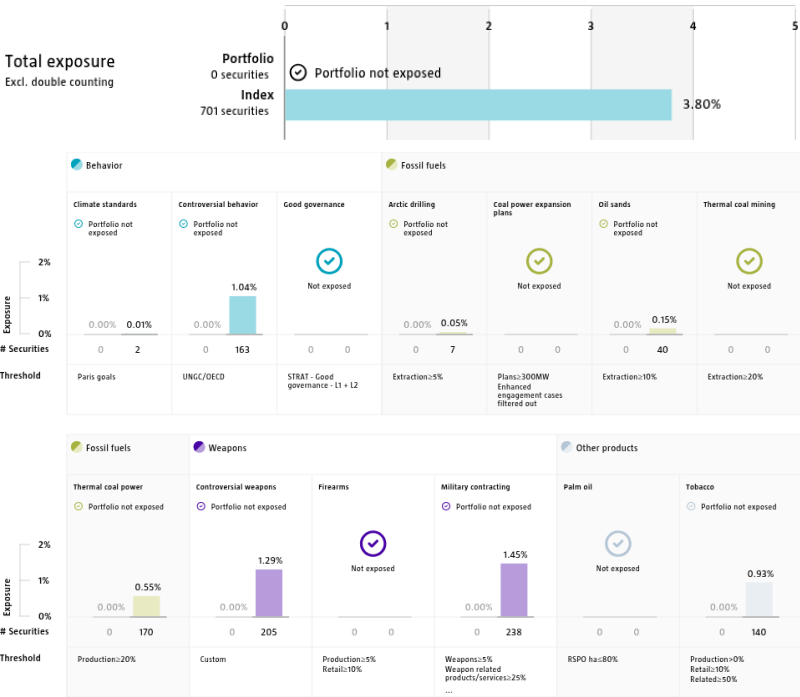 0 1 2 3 4 5
Total exposure
Excl. double counting
Portfolio
0 securities
Portfolio not exposed
Index
701 securities
3.80%
Behavior
Fossil fuels
Climate standards
Controversial behavior
Good governance
Arctic drilling
Coal power expansion
plans
Oil sands
Thermal coal mining
Portfolio not
exposed
Portfolio not
exposed
Not exposed
Portfolio not
exposed
Not exposed
Portfolio not
exposed
Not exposed
Exposure
2%
1%
0%
0.00% 0.01%
0.00% 1.04%
0.00% 0.05%
0.00% 0.15%
# Securities
0 2
0 163
0 0
0 7
0 0
0 40
0 0
Threshold
Paris goals
UNGC/OECD
STRAT - Good
governance - L1 + L2
Extraction≥5%
Plans≥300MW
Enhanced
engagement cases
filtered out
Extraction≥10%
Extraction≥20%
Fossil fuels
Weapons
Other products
Thermal coal power
Controversial weapons
Firearms
Military contracting
Palm oil
Tobacco
Portfolio not exposed
Portfolio not exposed
Not exposed
Portfolio not exposed
Not exposed
Portfolio not exposed
Exposure
2%
1%
0%
0.00% 0.55%
0.00% 1.29%
0.00% 1.45%
0.00% 0.93%
# Securities
0 170
0 205
0 0
0 238
0 0
0 140
Threshold
Production≥20%
Custom
Production≥5%
Retail≥10%
Weapons≥5%
Weapon related
products/services≥25%
...
RSPO ha≤80%
Production>0%
Retail≥10%
Related≥50%